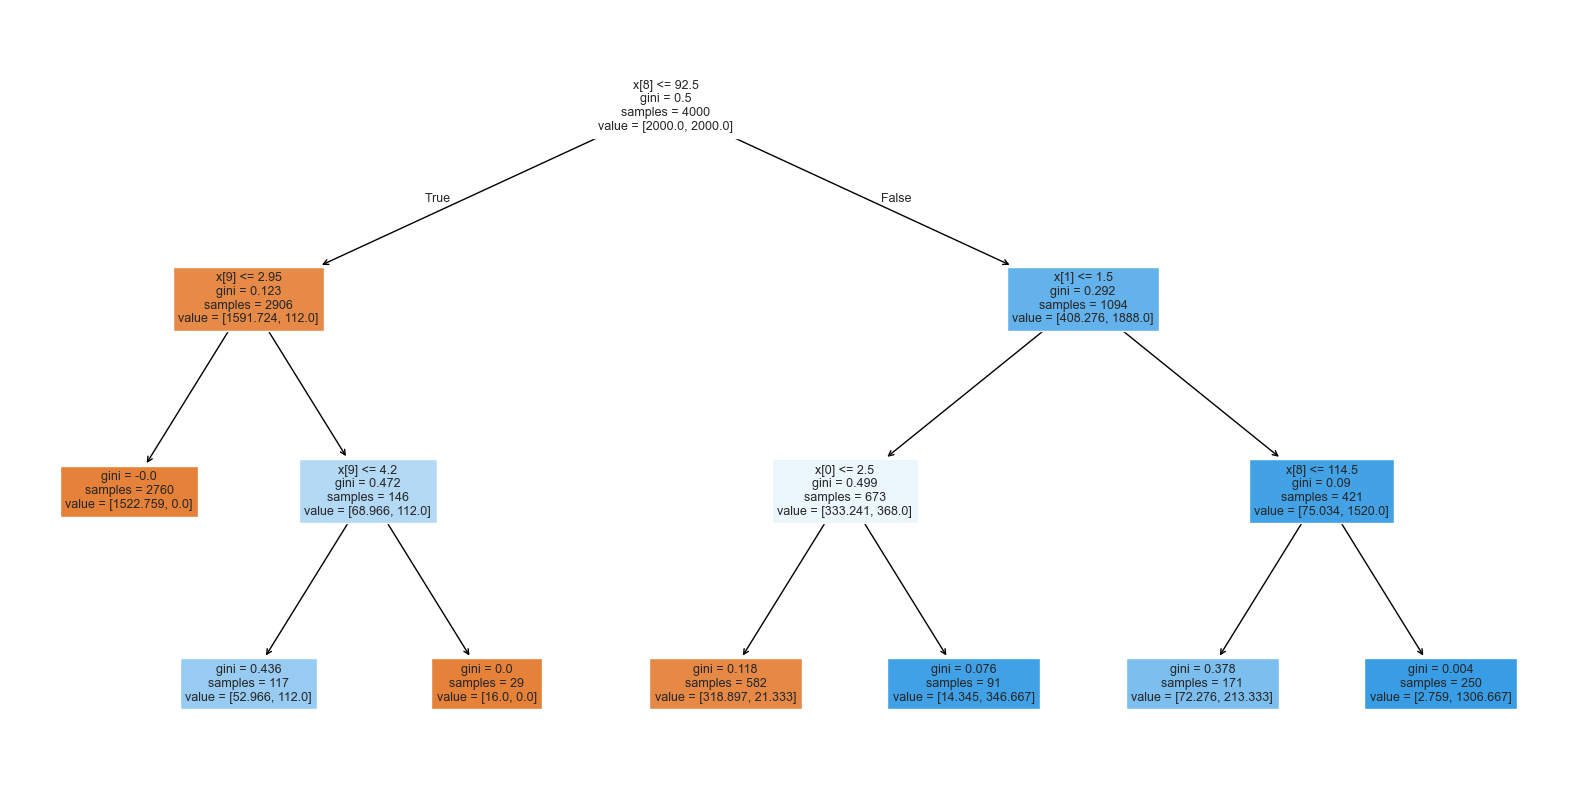 x[8] <= 92.5
gini = 0.5
samples = 4000
value = [2000.0, 2000.0]
True
False
x[9] <= 2.95
gini = 0.123
samples = 2906
value = [1591.724, 112.0]
x[1] <= 1.5
gini = 0.292
samples = 1094
value = [408.276, 1888.0]
gini = -0.0
samples = 2760
value = [1522.759, 0.0]
x[9] <= 4.2
gini = 0.472
samples = 146
value = [68.966, 112.0]
x[0] <= 2.5
gini = 0.499
samples = 673
value = [333.241, 368.0]
x[8] <= 114.5
gini = 0.09
samples = 421
value = [75.034, 1520.0]
gini = 0.436
samples = 117
value = [52.966, 112.0]
gini = 0.0
samples = 29
value = [16.0, 0.0]
gini = 0.118
samples = 582
value = [318.897, 21.333]
gini = 0.076
samples = 91
value = [14.345, 346.667]
gini = 0.378
samples = 171
value = [72.276, 213.333]
gini = 0.004
samples = 250
value = [2.759, 1306.667]